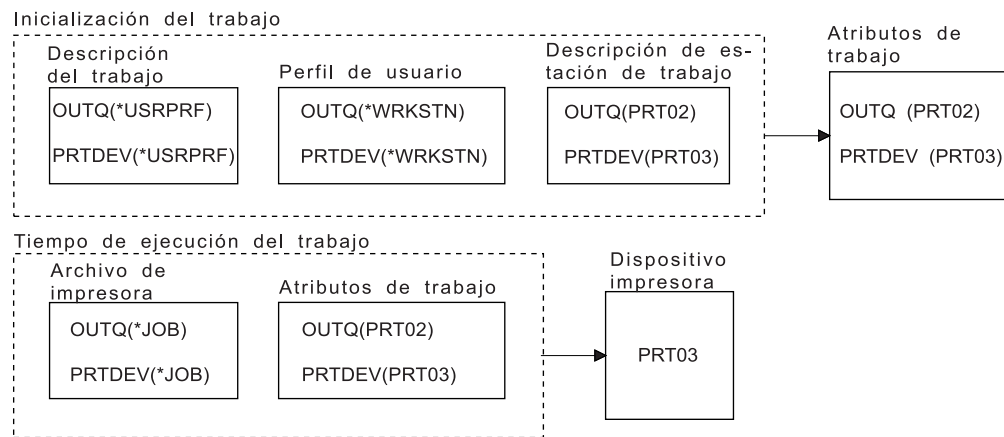 Inicialización del trabajo
Descripción
del trabajo
OUTQ(*USRPRF)
PRTDEV(*USRPRF)
Perfil de usuario
OUTQ(*WRKSTN)
PRTDEV(*WRKSTN)
Descripción de es-
tación de trabajo
OUTQ(PRT02)
PRTDEV(PRT03)
Atributos de
trabajo
OUTQ (PRT02)
PRTDEV (PRT03)
Tiempo de ejecución del trabajo
Archivo de
impresora
OUTQ(*JOB)
PRTDEV(*JOB)
Atributos de trabajo
OUTQ(PRT02)
PRTDEV(PRT03)
Dispositivo
impresora
PRT03